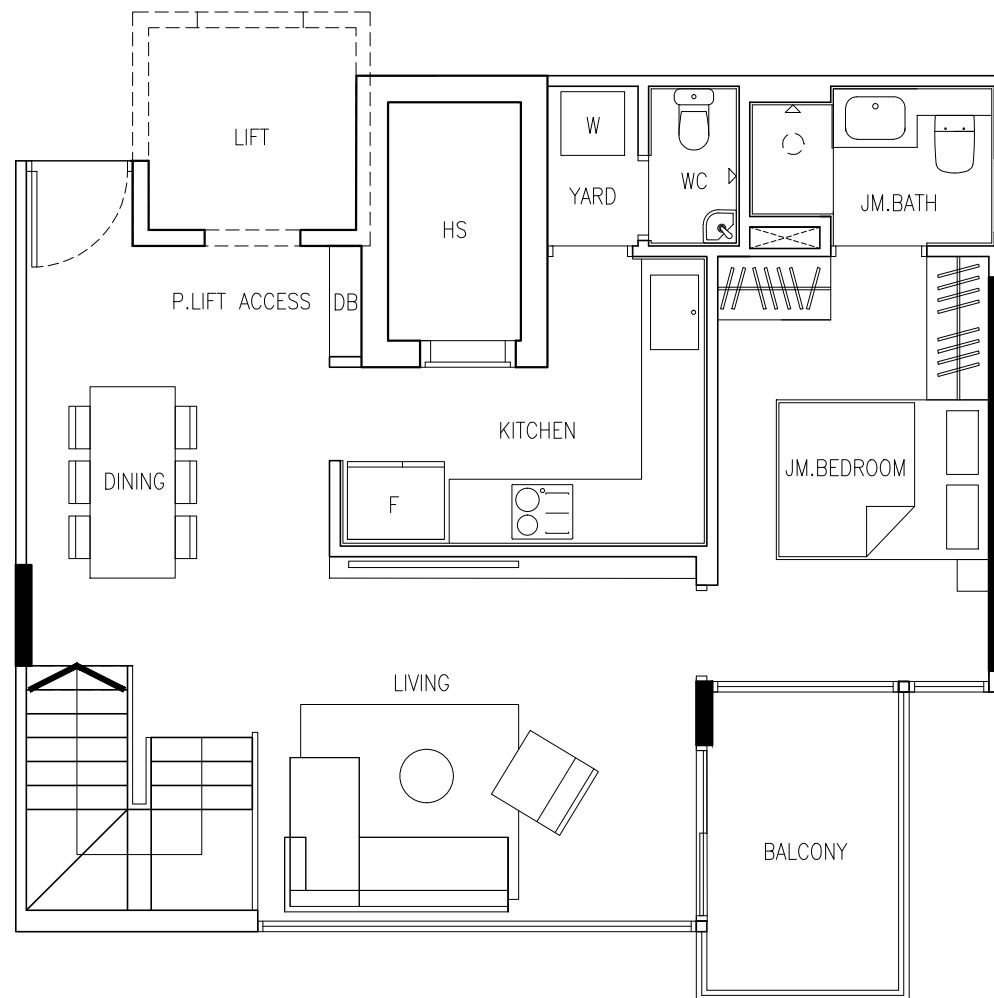 LIFT
W
YARD
WC
JM.BATH
HS
P.LIFT ACCESS
DB
KITCHEN
DINING
F
JM.BEDROOM
LIVING
BALCONY